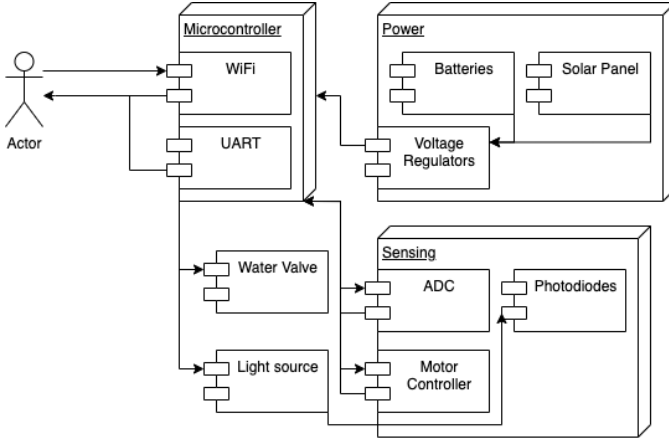 Microcontroller
Power
WiFi
Batteries
Solar Panel
Actor
UART
Voltage
Regulators
Sensing
Water Valve
ADC
Photodiodes
Light source
Motor
Controller